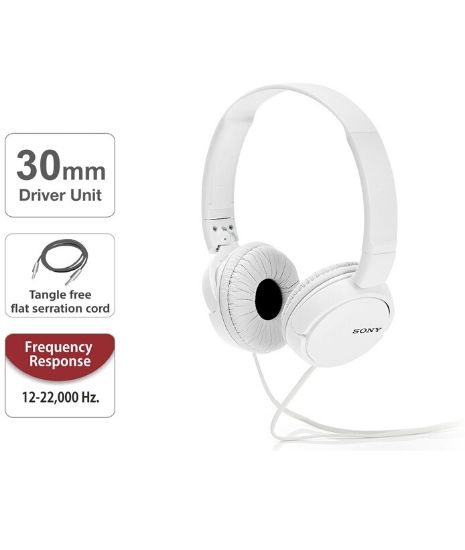 30mm
Driver Unit
Tangle free
flat serration cord
Frequency
Response
12-22,000 Hz.
SONY